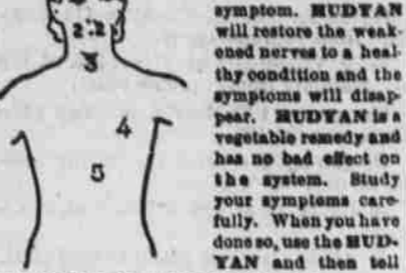 2 2
3
4
5
symptom. HUDYAN
will restore the weak-
ened nerves to a heal-
thy condition and the
symptoms will disap-
pear. HUDYAN is a
vegetable remedy and
has no bad effect on
the system. Study
your symptoms care-
fully. When you have
done so, use the HUD-
YAN and then tell